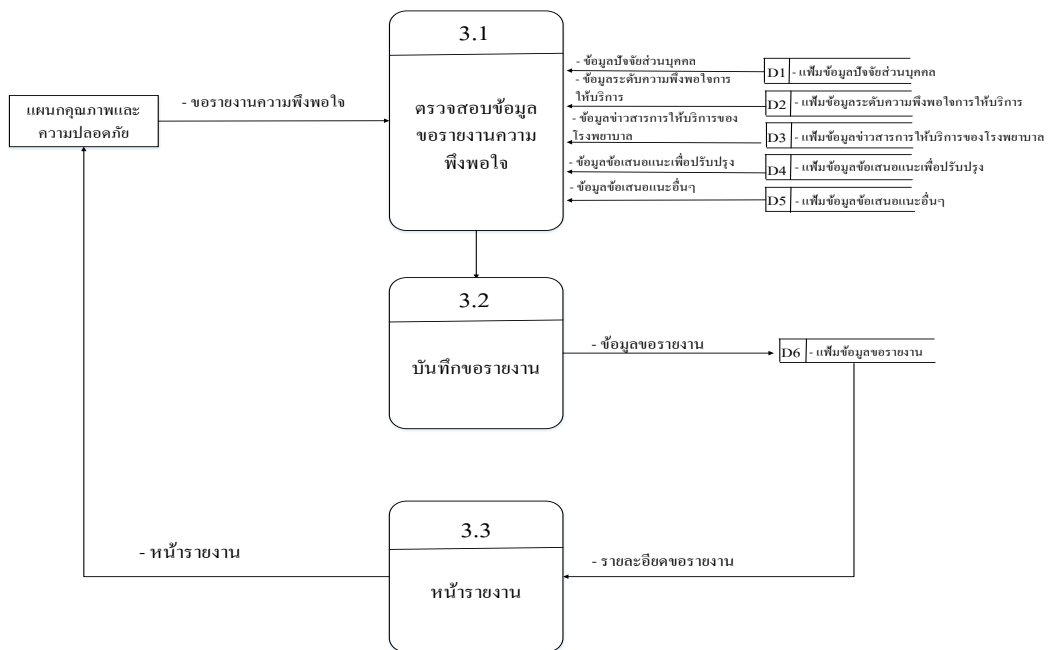 3.1
- ข้อมูลปัจจัยส่วนบุคคล
D1 - แฟ้มข้อมูลปัจจัยส่วนบุคคล
- ข้อมูลระดับความพึงพอใจการ
ให้บริการ
D2 - แฟ้มข้อมูลระดับความพึงพอใจการให้บริการ
แผนกคุณภาพและ
ความปลอดภัย
- ขอรายงานความพึงพอใจ
ตรวจสอบข้อมูล
ขอรายงานความ
พึงพอใจ
- ข้อมูลข่าวสารการให้บริการของ
โรงพยาบาล
D3 - แฟ้มข้อมูลข่าวสารการให้บริการของโรงพยาบาล
- ข้อมูลข้อเสนอแนะเพื่อปรับปรุง
D4 - แฟ้มข้อมูลข้อเสนอแนะเพื่อปรับปรุง
- ข้อมูลข้อเสนอแนะอื่นๆ
D5 - แฟ้มข้อมูลข้อเสนอแนะอื่นๆ
3.2
บันทึกขอรายงาน
- ข้อมูลขอรายงาน
D6 - แฟ้มข้อมูลขอรายงาน
3.3
หน้ารายงาน
- รายละอียดขอรายงาน
- หน้ารายงาน